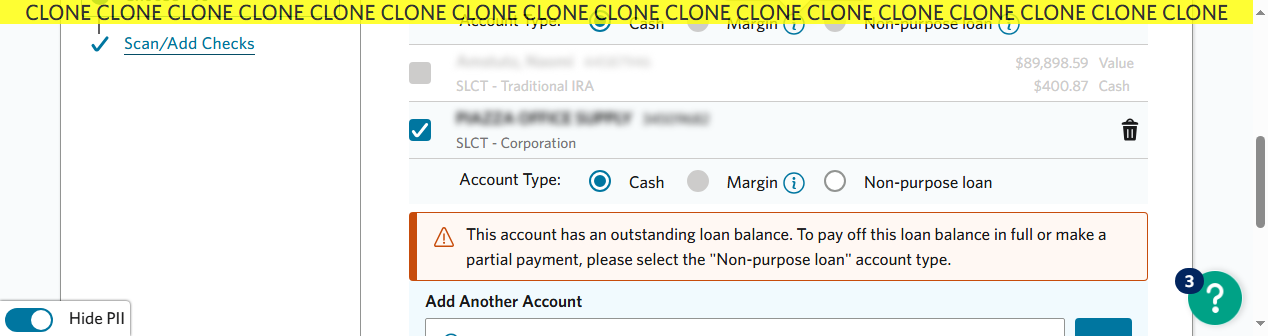 CLONE CLONE CLONE CLONE CLONE CLONE CLONE CLONE CLONE CLONE CLONE CLONE CLONE CLONE CLONE CLONE CLONE
Account Type: Cash Margin Non-purpose loan
Scan/Add Checks
$89,898.59 Value
SLCT - Traditional IRA $400.87 Cash
PIAZZA OFFICE SUPPLY
SLCT - Corporation
Account Type: Cash Margin Non-purpose loan
This account has an outstanding loan balance. To pay off this loan balance in full or make a
partial payment, please select the "Non-purpose loan" account type.
Add Another Account
3
Hide PII